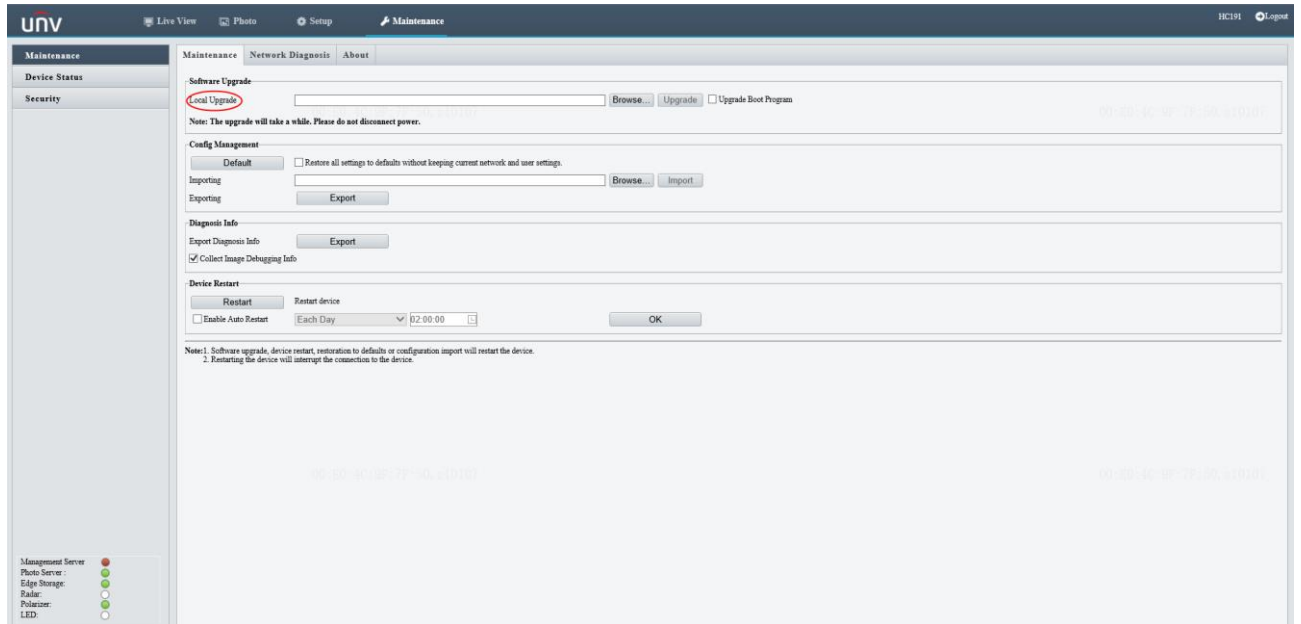 unv Live View Photo Setup Maintenance HC191 Logout
Maintenance
Device Status
Security
Maintenance Network Diagnosis About
Software Upgrade
Local Upgrade Browse... Upgrade Upgrade Boot Program
Note: The upgrade will take a while. Please do not disconnect power.
Config Management
Default Restore all settings to defaults without keeping current network and user settings.
Importing Browse... Import
Exporting Export
Diagnosis Info
Export Diagnosis Info Export
Collect Image Debugging Info
Device Restart
Restart Restart device
Enable Auto Restart Each Day 02:00:00 OK
Note:1. Software upgrade, device restart, restoration to defaults or configuration import will restart the device.
2. Restarting the device will interrupt the connection to the device.
Management Server
Photo Server :
Edge Storage:
Radar:
Polarizer:
LED: